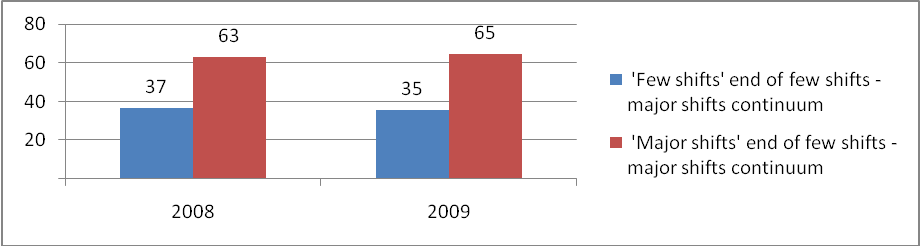 80
60
40
20
37
63
35
65
2008
2009
'Few shifts' end of few shifts -
major shifts continuum
'Major shifts' end of few shifts -
major shifts continuum